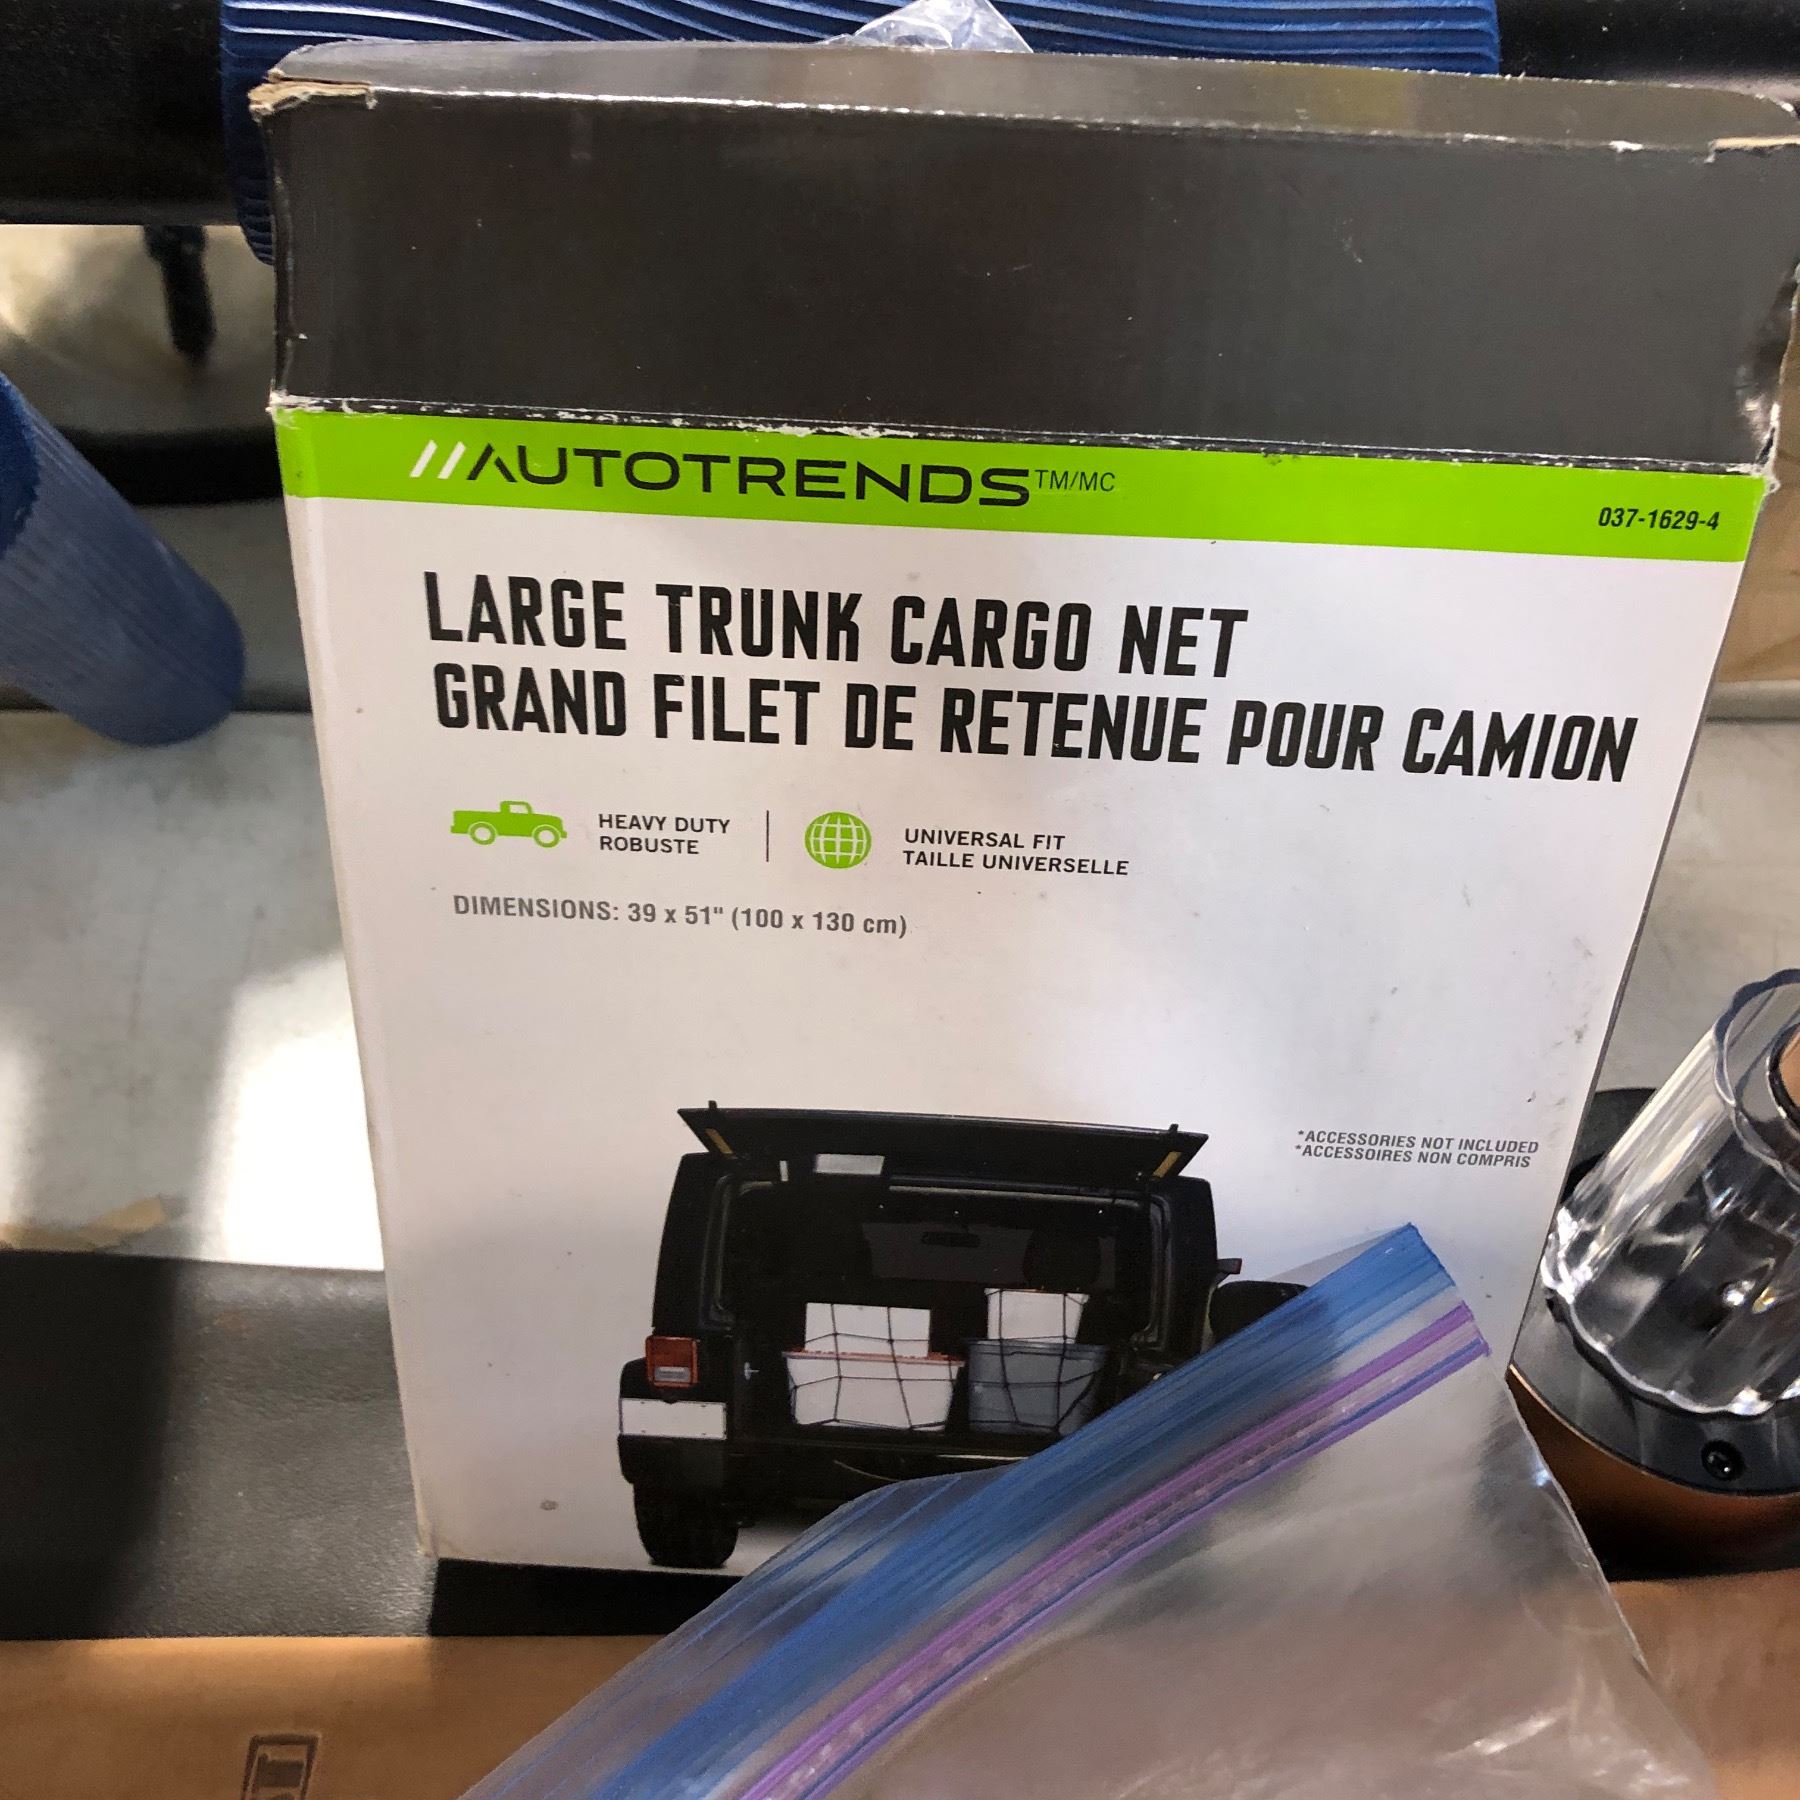 //AUTOTRENDS TM/MC
037-1629-4
LARGE TRUNK CARGO NET
GRAND FILET DE RETENUE POUR CAMION
HEAVY DUTY
ROBUSTE
UNIVERSAL FIT
TAILLE UNIVERSELLE
DIMENSIONS: 39 x 51" (100 x 130 cm)
*ACCESSORIES NOT INCLUDED
*ACCESSOIRES NON COMPRIS